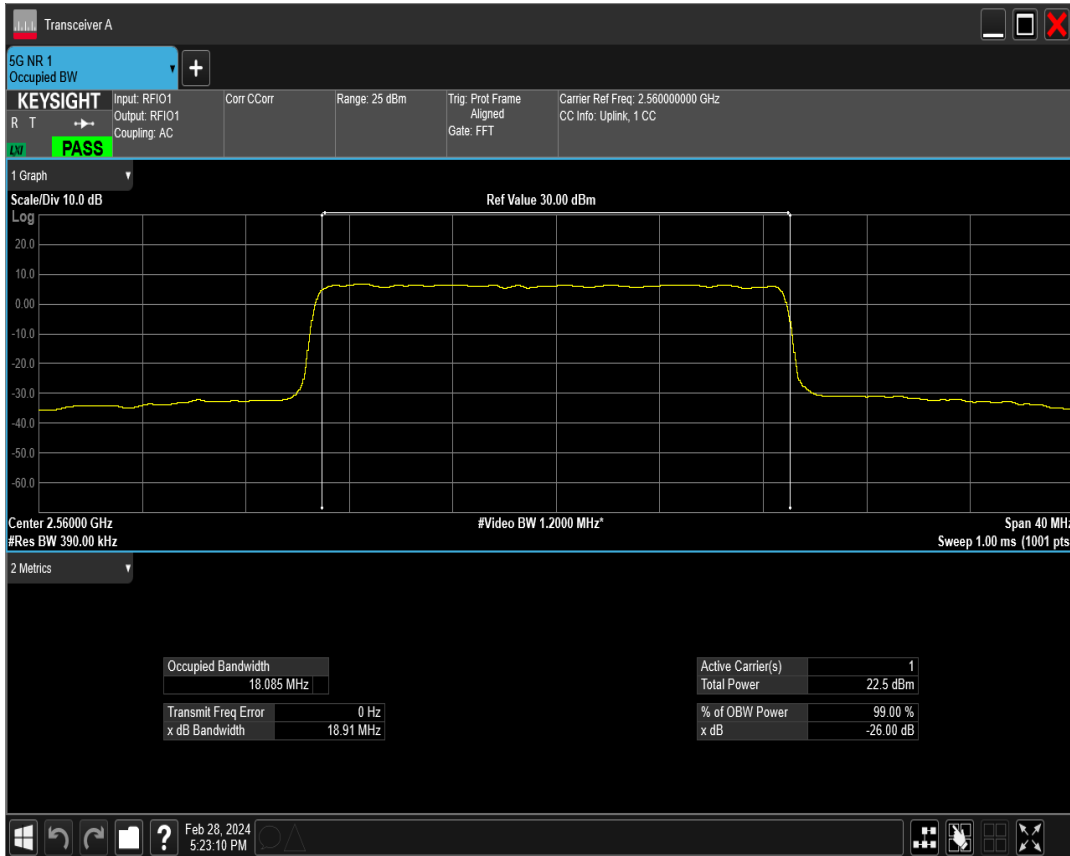 Transceiver A
5G NR 1
Occupied BW
KEYSIGHT
R T
LXI
PASS
Input: RFIO1
Output: RFIO1
Coupling: AC
Corr CCorr
Range: 25 dBm
Trig: Prot Frame
Aligned
Gate: FFT
Carrier Ref Freq: 2.560000000 GHz
CC Info: Uplink, 1 CC
1 Graph
Scale/Div 10.0 dB
Ref Value 30.00 dBm
Log
20.0
10.0
0.00
-10.0
-20.0
-30.0
-40.0
-50.0
-60.0
Center 2.56000 GHz
#Video BW 1.2000 MHz*
Span 40 MHz
#Res BW 390.00 kHz
Sweep 1.00 ms (1001 pts
2 Metrics
Occupied Bandwidth
18.085 MHz
Transmit Freq Error 0 Hz
x dB Bandwidth 18.91 MHz
Active Carrier(s) 1
Total Power 22.5 dBm
% of OBW Power 99.00 %
x dB -26.00 dB
?
Feb 28, 2024
5:23:10 PM